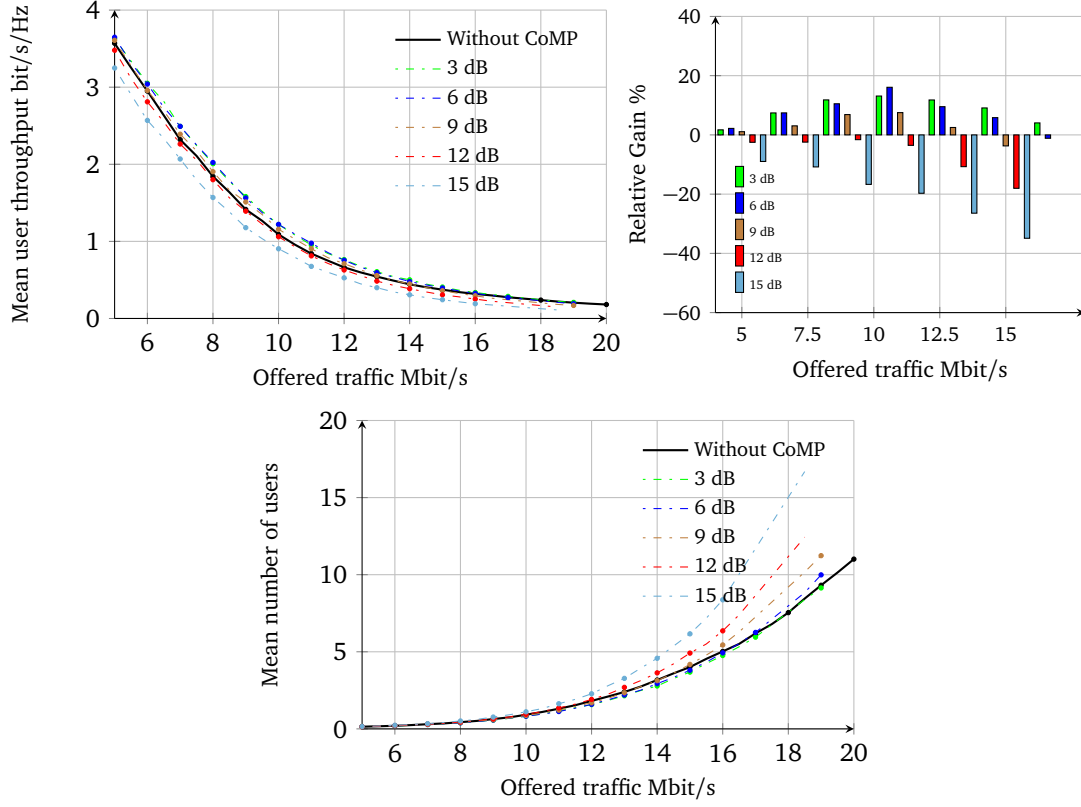 Mean user throughput bit/s/Hz
4
3
2
1
0
Without CoMP
3 dB
6 dB
9 dB
12 dB
15 dB
6 8 10 12 14 16 18 20
Offered traffic Mbit/s
Relative Gain %
40
20
0
−20
−40
−60
3 dB
6 dB
9 dB
12 dB
15 dB
5 7.5 10 12.5 15
Offered traffic Mbit/s
Mean number of users
20
15
10
5
0
Without CoMP
3 dB
6 dB
9 dB
12 dB
15 dB
6 8 10 12 14 16 18 20
Offered traffic Mbit/s